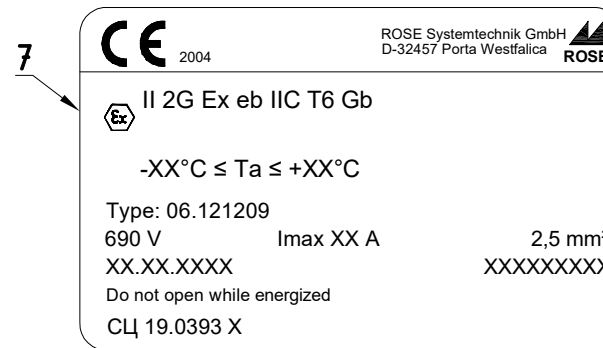 CE 2004
ROSE Systemtechnik GmbH
D-32457 Porta Westfalica
ROSE
7
Ex II 2G Ex eb IIC T6 Gb
-XX°C ≤ Ta ≤ +XX°C
Type: 06.121209
690 V Imax XX A 2,5 mm²
XX.XX.XXXX XXXXXXXXX
Do not open while energized
СЦ 19.0393 X